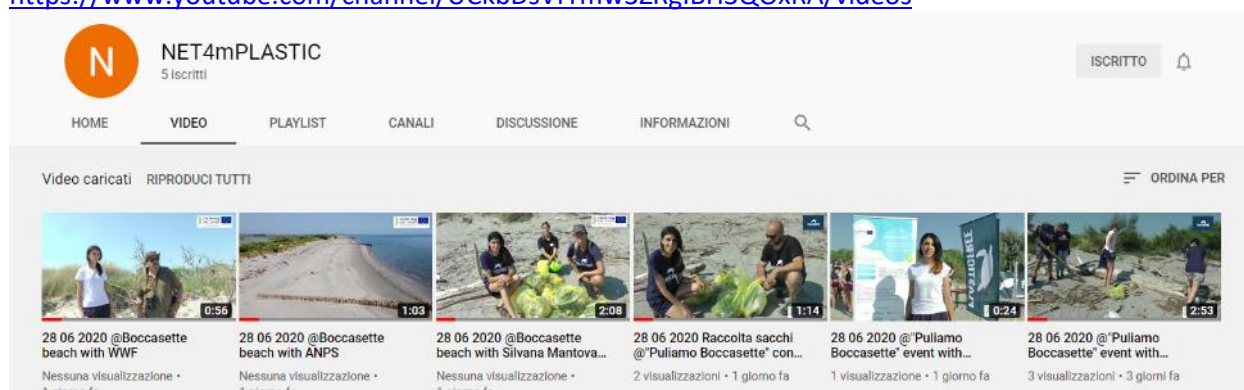 N
NET4mPLASTIC
5 iscritti
ISCRITTO
HOME VIDEO PLAYLIST CANALI DISCUSSIONE INFORMAZIONI
Video caricati RIPRODUCI TUTTI
ORDINA PER
0:56 1:03 2:08 1:14 0:24 2:53
28 06 2020 @Boccasette
beach with WWF
Nessuna visualizzazione •
28 06 2020 @Boccasette
beach with ANPS
Nessuna visualizzazione •
28 06 2020 @Boccasette
beach with Silvana Mantova...
Nessuna visualizzazione •
28 06 2020 Raccolta sacchi
@"Puliamo Boccasette" con...
2 visualizzazioni • 1 giorno fa
28 06 2020 @"Puliamo
Boccasette" event with...
1 visualizzazione • 1 giorno fa
28 06 2020 @"Puliamo
Boccasette" event with...
3 visualizzazioni • 3 giorni fa